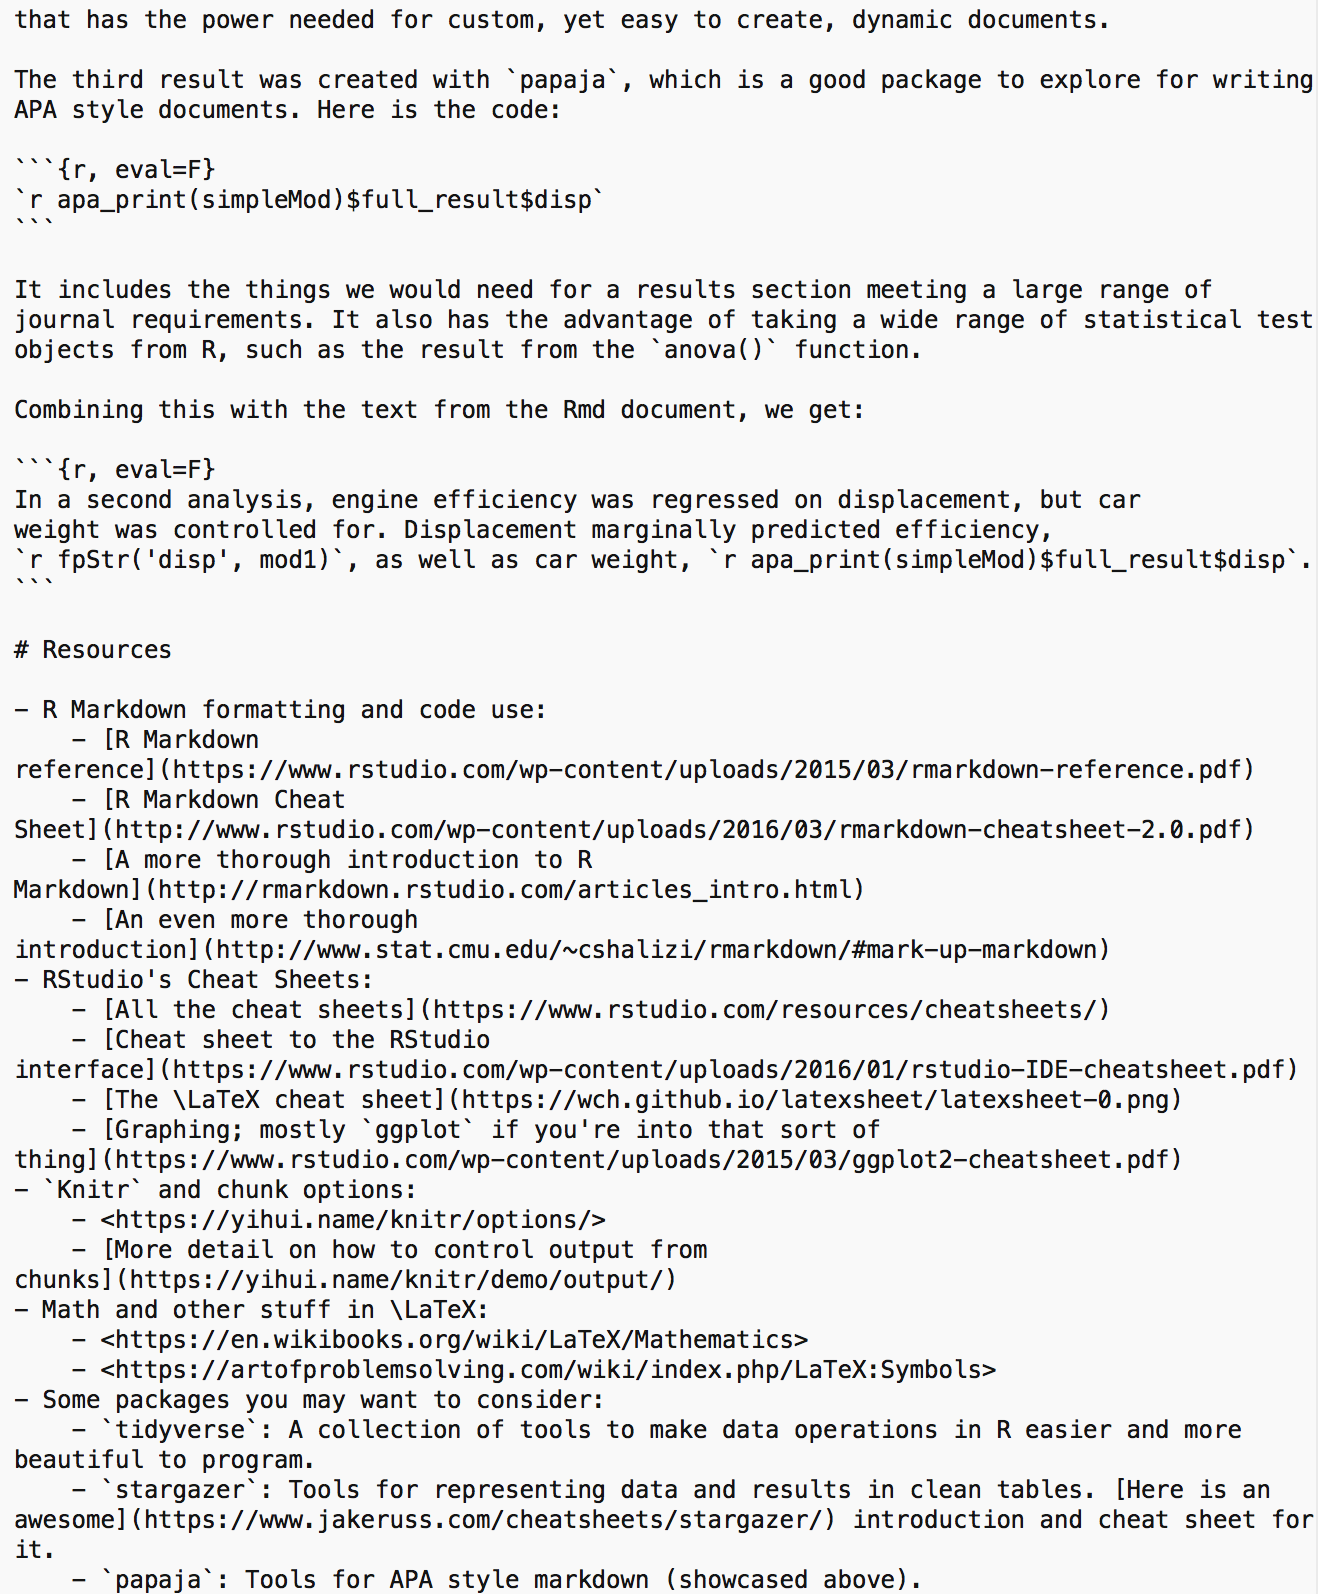 that has the power needed for custom, yet easy to create, dynamic documents.

The third result was created with `papaja`, which is a good package to explore for writing
APA style documents. Here is the code:

```{r, eval=F}
`r apa_print(simpleMod)$full_result$disp`
```

It includes the things we would need for a results section meeting a large range of
journal requirements. It also has the advantage of taking a wide range of statistical test
objects from R, such as the result from the `anova()` function.

Combining this with the text from the Rmd document, we get:

```{r, eval=F}
In a second analysis, engine efficiency was regressed on displacement, but car
weight was controlled for. Displacement marginally predicted efficiency,
`r fpStr('disp', mod1)`, as well as car weight, `r apa_print(simpleMod)$full_result$disp`.
```

# Resources

- R Markdown formatting and code use:
    - [R Markdown
reference](https://www.rstudio.com/wp-content/uploads/2015/03/rmarkdown-reference.pdf)
    - [R Markdown Cheat
Sheet](http://www.rstudio.com/wp-content/uploads/2016/03/rmarkdown-cheatsheet-2.0.pdf)
    - [A more thorough introduction to R
Markdown](http://rmarkdown.rstudio.com/articles_intro.html)
    - [An even more thorough
introduction](http://www.stat.cmu.edu/~cshalizi/rmarkdown/#mark-up-markdown)
- RStudio's Cheat Sheets:
    - [All the cheat sheets](https://www.rstudio.com/resources/cheatsheets/)
    - [Cheat sheet to the RStudio
interface](https://www.rstudio.com/wp-content/uploads/2016/01/rstudio-IDE-cheatsheet.pdf)
    - [The \LaTeX cheat sheet](https://wch.github.io/latexsheet/latexsheet-0.png)
    - [Graphing; mostly `ggplot` if you're into that sort of
thing](https://www.rstudio.com/wp-content/uploads/2015/03/ggplot2-cheatsheet.pdf)
- `Knitr` and chunk options:
    - <https://yihui.name/knitr/options/>
    - [More detail on how to control output from
chunks](https://yihui.name/knitr/demo/output/)
- Math and other stuff in \LaTeX:
    - <https://en.wikibooks.org/wiki/LaTeX/Mathematics>
    - <https://artofproblemsolving.com/wiki/index.php/LaTeX:Symbols>
- Some packages you may want to consider:
    - `tidyverse`: A collection of tools to make data operations in R easier and more
beautiful to program.
    - `stargazer`: Tools for representing data and results in clean tables. [Here is an
awesome](https://www.jakeruss.com/cheatsheets/stargazer/) introduction and cheat sheet for
it.
    - `papaja`: Tools for APA style markdown (showcased above).